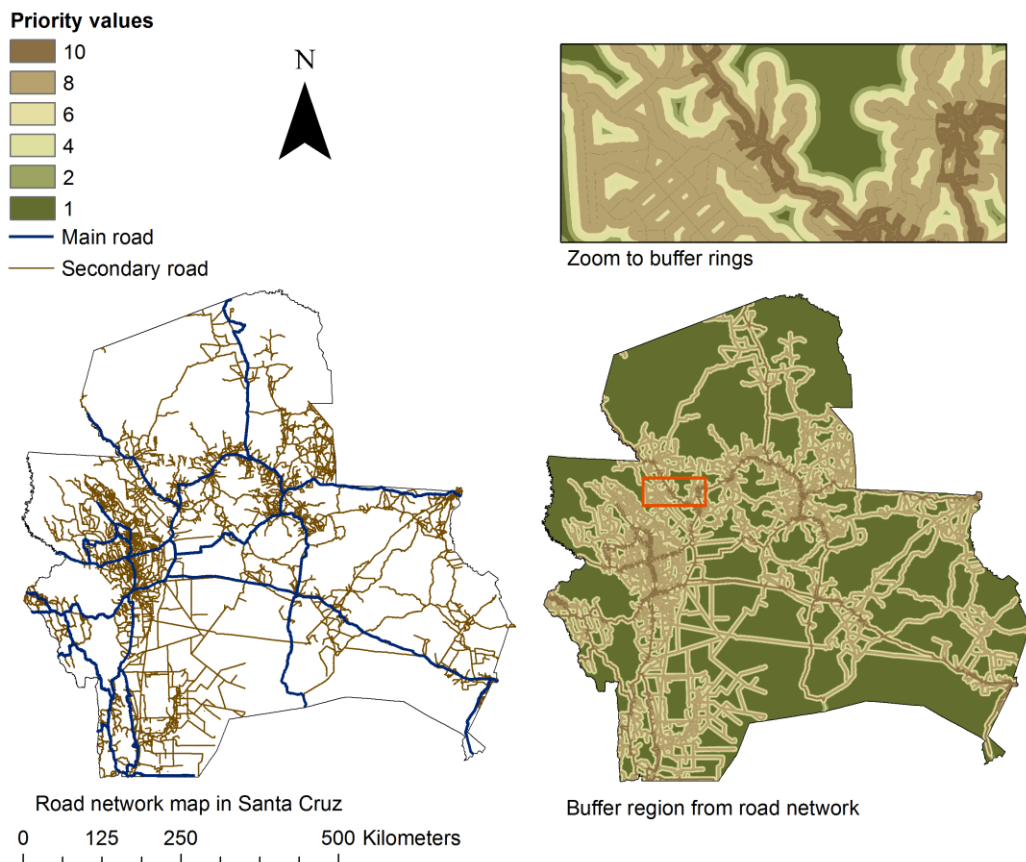 Priority values
10
8
6
4
2
1
Main road
Secondary road
N
Zoom to buffer rings
Road network map in Santa Cruz
Buffer region from road network
0 125 250 500 Kilometers